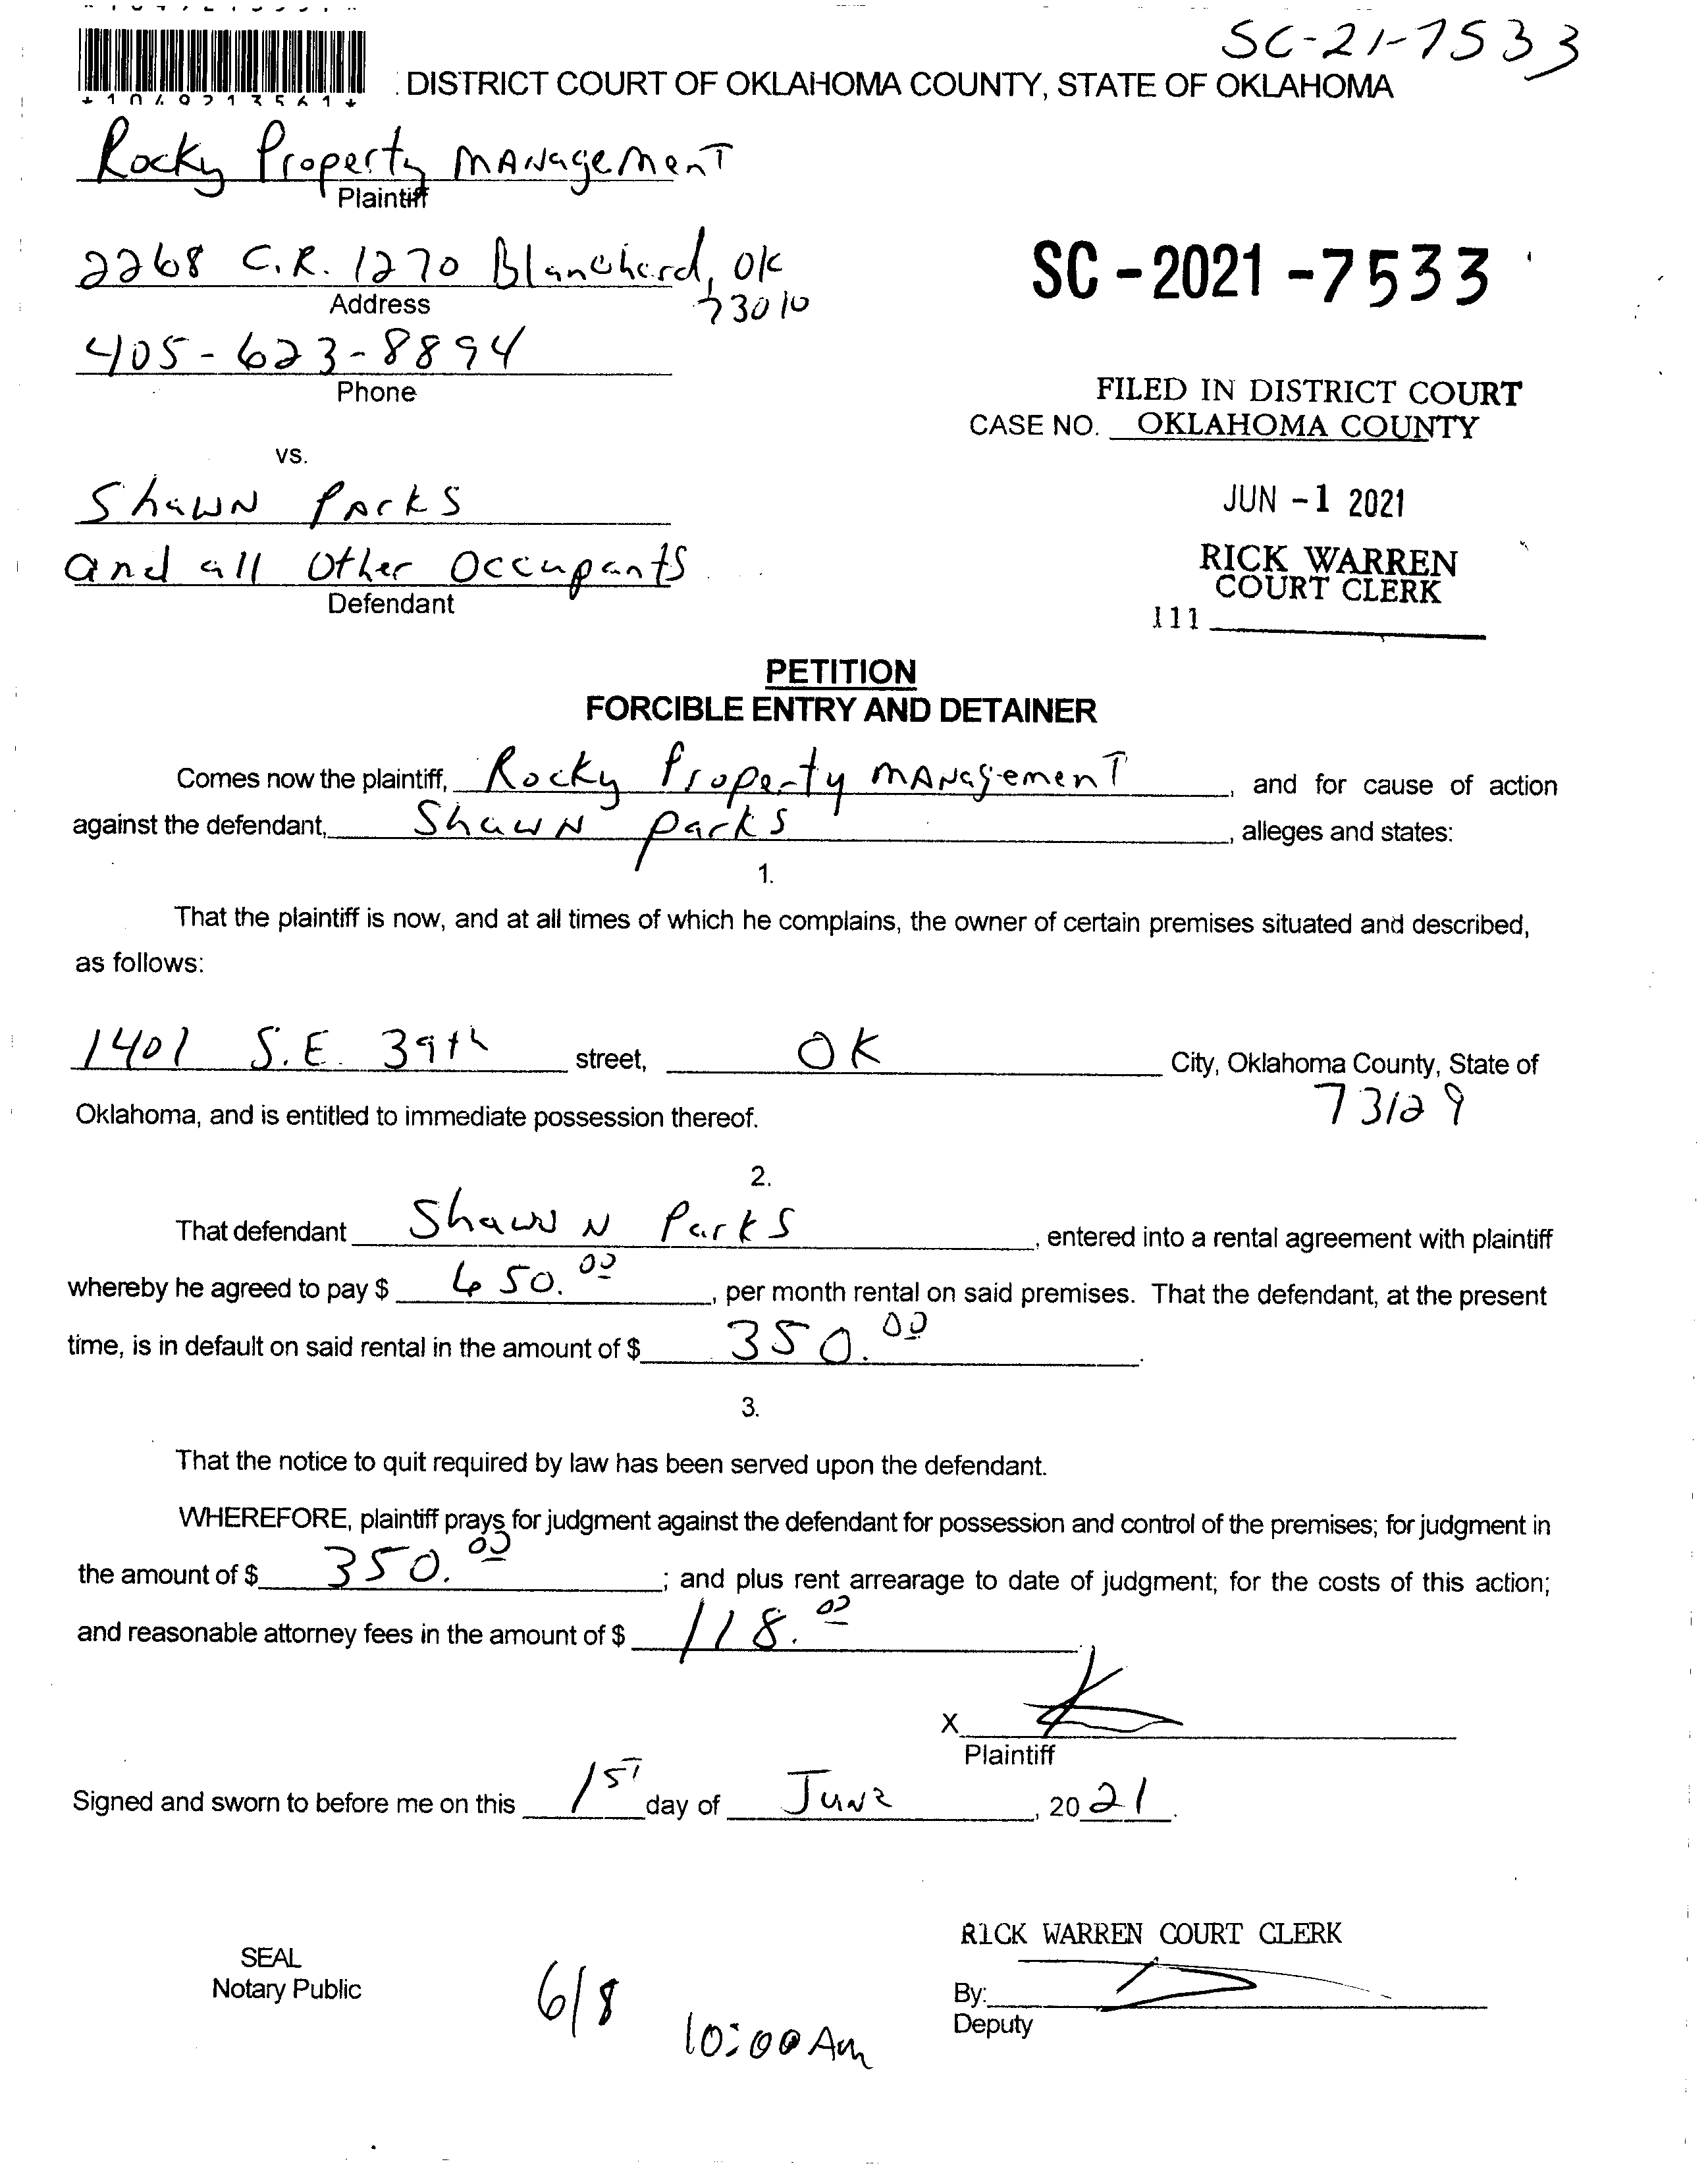 SC-21-7533
DISTRICT COURT OF OKLAHOMA COUNTY, STATE OF OKLAHOMA
Rocky Property Management
Plaintiff
2268 C.R. 1270 Blanchard, OK
73010
Address
SC-2021-7533
405-623-8894
Phone
FILED IN DISTRICT COURT
CASE NO. OKLAHOMA COUNTY
vs.
Shawn Parks
JUN -1 2021
and all Other Occupants
Defendant
RICK WARREN
COURT CLERK
111
PETITION
FORCIBLE ENTRY AND DETAINER
Comes now the plaintiff, Rocky Property Management, and for cause of action
against the defendant, Shawn Parks, alleges and states:
1.
That the plaintiff is now, and at all times of which he complains, the owner of certain premises situated and described,
as follows:
1401 S.E. 39th street, OK City, Oklahoma County, State of
Oklahoma, and is entitled to immediate possession thereof. 73129
2.
That defendant Shawn Parks, entered into a rental agreement with plaintiff
whereby he agreed to pay $ 650.00, per month rental on said premises. That the defendant, at the present
time, is in default on said rental in the amount of $ 350.00.
3.
That the notice to quit required by law has been served upon the defendant.
WHEREFORE, plaintiff prays for judgment against the defendant for possession and control of the premises; for judgment in
the amount of $ 350.00; and plus rent arrearage to date of judgment; for the costs of this action;
and reasonable attorney fees in the amount of $ 118.00
X
Plaintiff
Signed and sworn to before me on this 1ST day of June, 2021.
RICK WARREN COURT CLERK
SEAL
Notary Public
By:
Deputy
6/8
10:00 Am